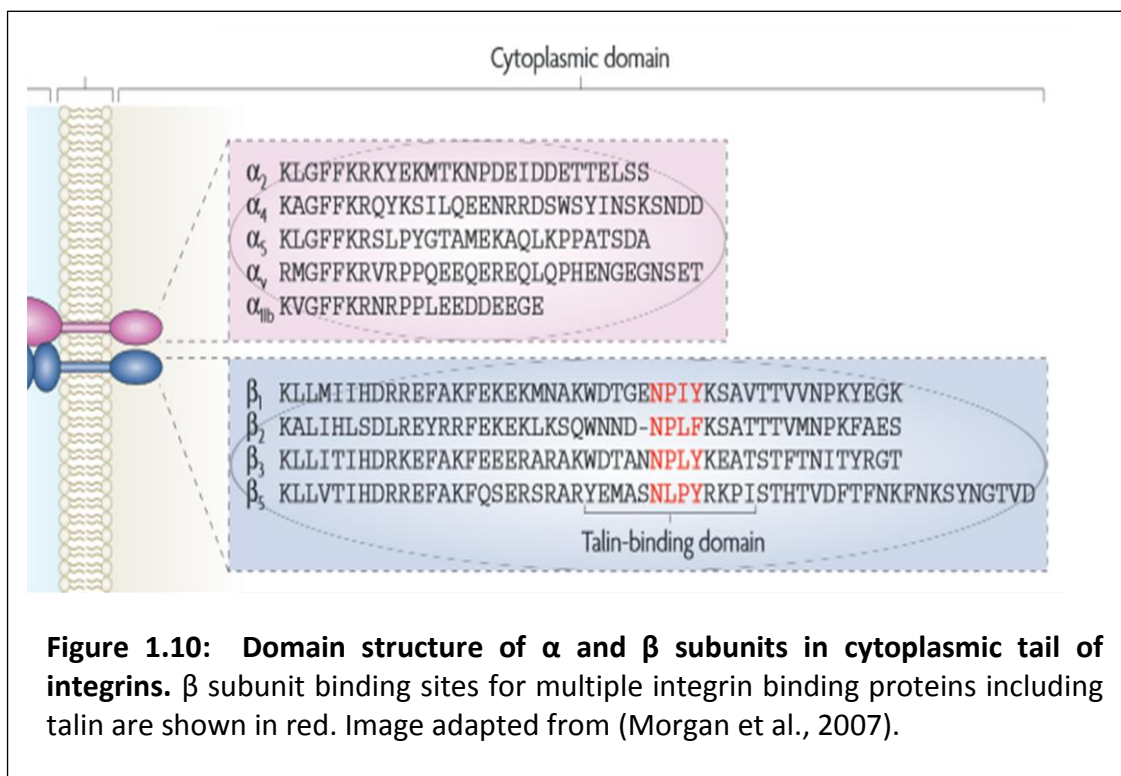 Cytoplasmic domain
α2 KLGFFKRKYEKMTKNPDEIDDETTELSS
α4 KAGFFKRQYKSILQEENRRDSWSYINSKSNDD
α5 KLGFFKRSLPYGTAMEKAQLKPPATSDA
αv RMGFFKRVRPPQEEQEREQLQPHENGEGNSET
αIIb KVGFFKRNRPPLEEDDEEGE
β1 KLLMIIHDRREFAKFEKEKMNAKWDTGENPIYKSAVTTVVNPKYEGK
β2 KALIHLSDLREYRRFEKEKLKSQWNND-NPLFKSATTTVMNPKFAES
β3 KLLITIHDRKEFAKFEEERARAKWDTANNPLYKEATSTFTNITYRGT
β5 KLLVTIHDRREFAKFQSERSRARYEMASNLPYRKPISTHTVDFTFNKFNKSYNGTVD
Talin-binding domain
Figure 1.10: Domain structure of α and β subunits in cytoplasmic tail of
integrins. β subunit binding sites for multiple integrin binding proteins including
talin are shown in red. Image adapted from (Morgan et al., 2007).